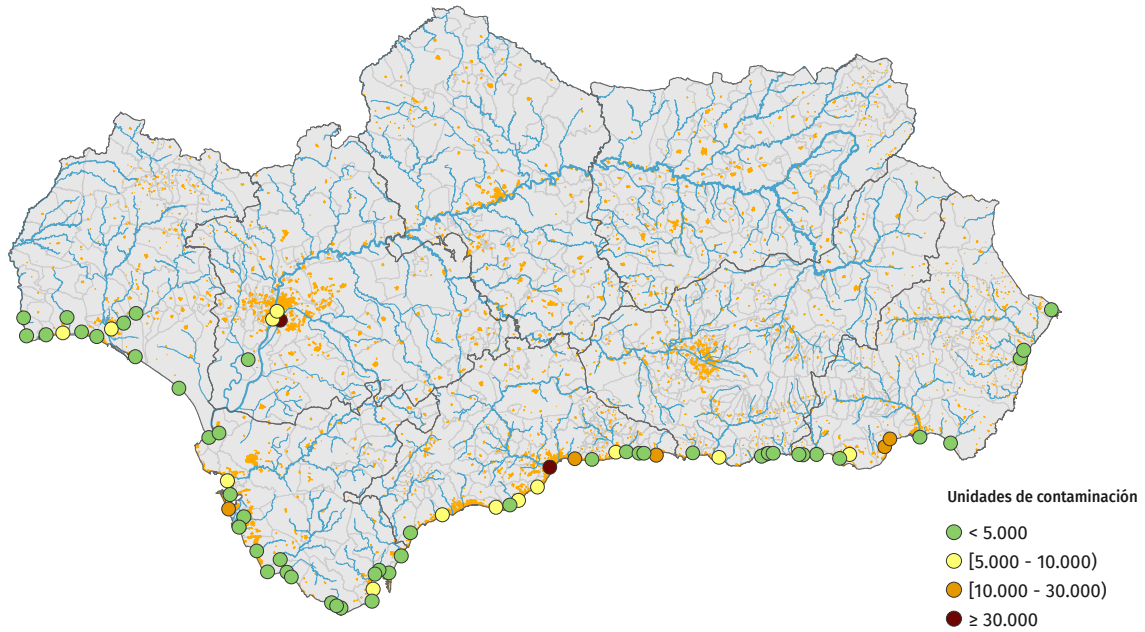 Unidades de contaminación
< 5.000
[5.000 - 10.000)
[10.000 - 30.000)
≥ 30.000